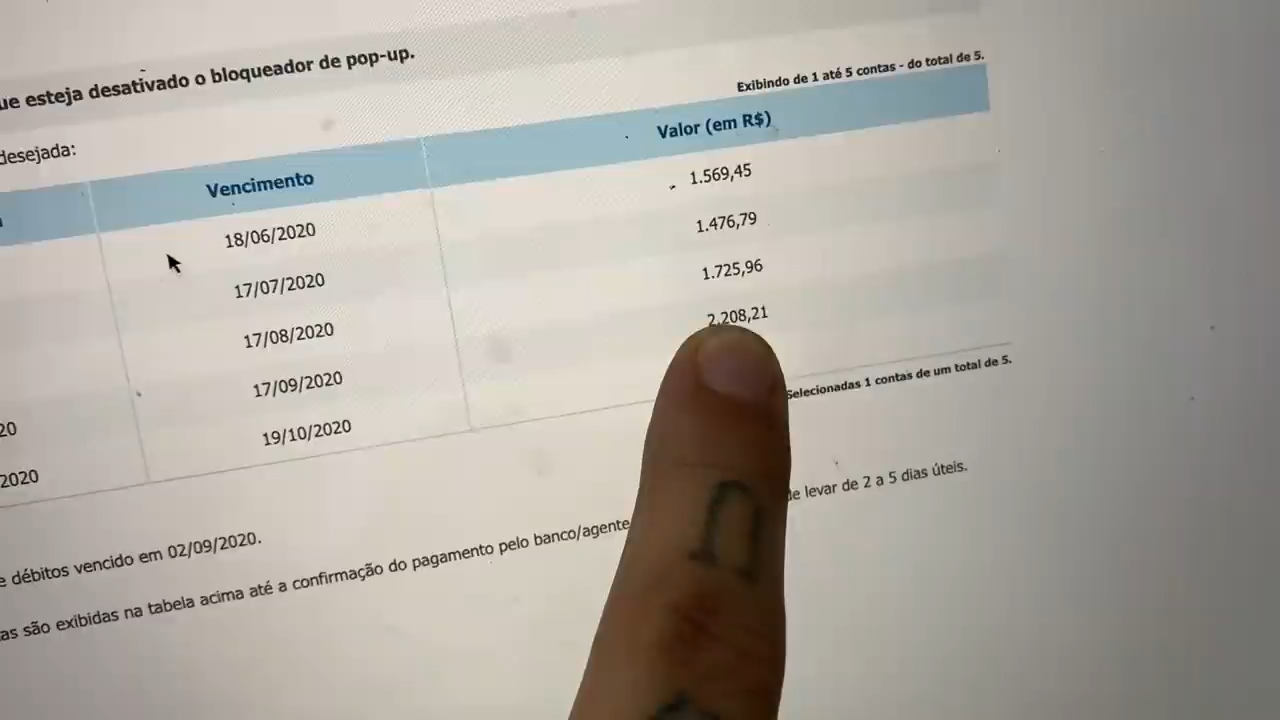 ue esteja desativado o bloqueador de pop-up.
Exibindo de 1 até 5 contas - do total de 5.
desejada:
Vencimento Valor (em R$)
18/06/2020 1.569,45
17/07/2020 1.476,79
17/08/2020 1.725,96
17/09/2020 2.208,21
20 19/10/2020
2020
Selecionadas 1 contas de um total de 5.
e débitos vencido em 02/09/2020.
as são exibidas na tabela acima até a confirmação do pagamento pelo banco/agente de levar de 2 a 5 dias úteis.